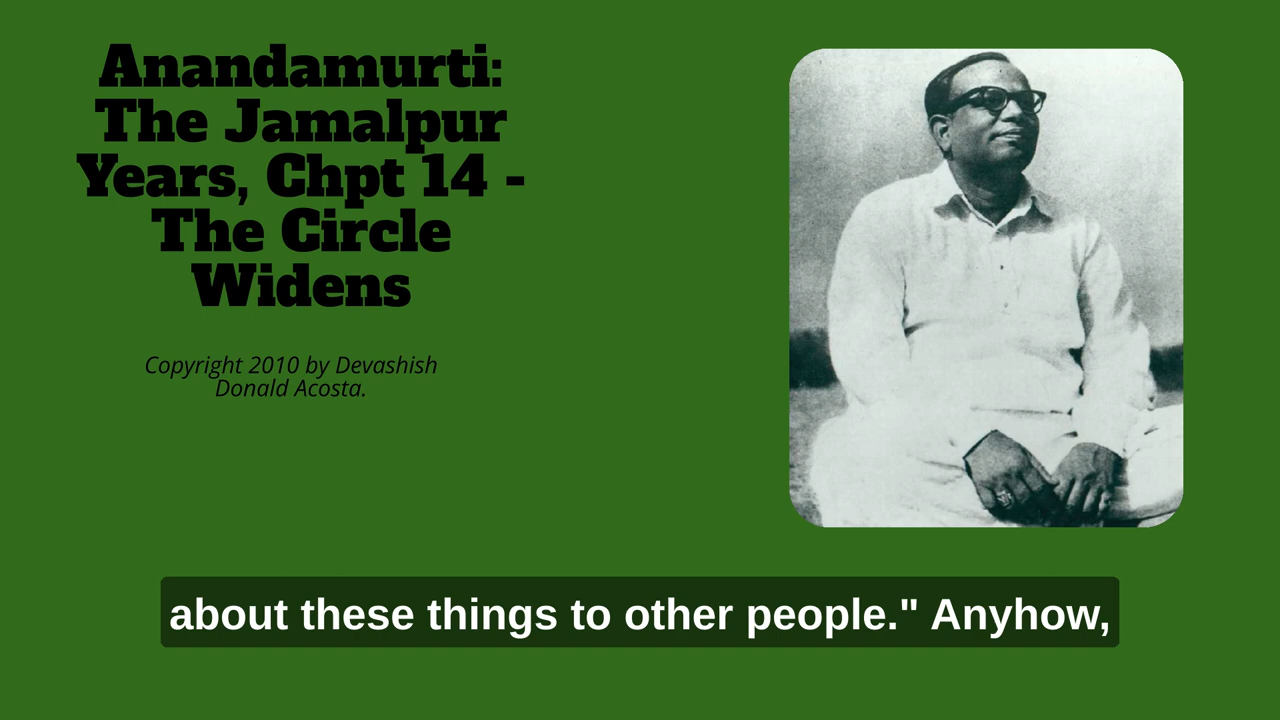 Anandamurti:
The Jamalpur
Years, Chpt 14 -
The Circle
Widens
Copyright 2010 by Devashish
Donald Acosta.
about these things to other people." Anyhow,